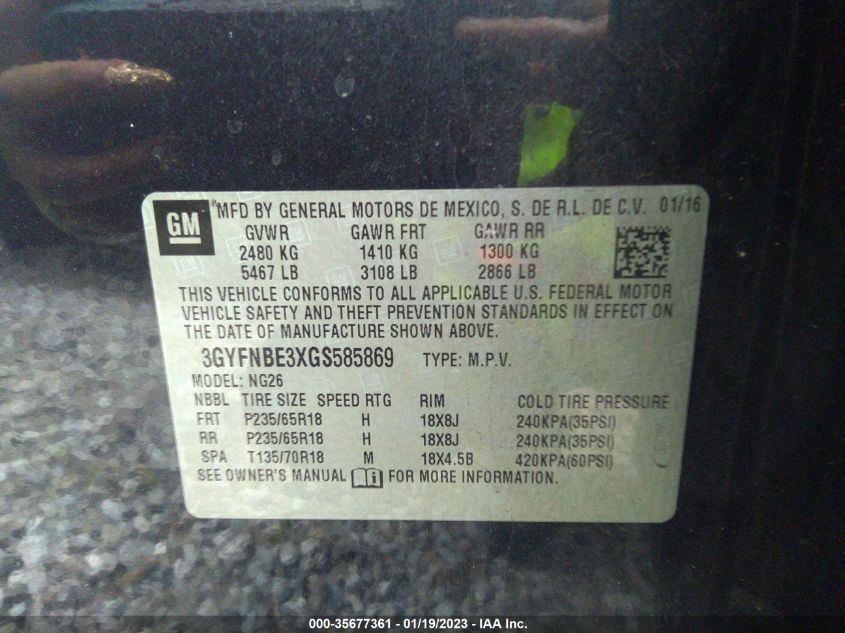 GM
MFD BY GENERAL MOTORS DE MEXICO, S. DE R.L. DE C.V. 01/16
GVWR GAWR FRT GAWR RR
2480 KG 1410 KG 1300 KG
5467 LB 3108 LB 2866 LB
THIS VEHICLE CONFORMS TO ALL APPLICABLE U.S. FEDERAL MOTOR
VEHICLE SAFETY AND THEFT PREVENTION STANDARDS IN EFFECT ON
THE DATE OF MANUFACTURE SHOWN ABOVE.
3GYFNBE3XGS585869 TYPE: M.P.V.
MODEL: NG26
NBBL TIRE SIZE SPEED RTG RIM COLD TIRE PRESSURE
FRT P235/65R18 H 18X8J 240KPA(35PSI)
RR P235/65R18 H 18X8J 240KPA(35PSI)
SPA T135/70R18 M 18X4.5B 420KPA(60PSI)
SEE OWNER'S MANUAL FOR MORE INFORMATION.
000-35677361 - 01/19/2023 - IAA Inc.